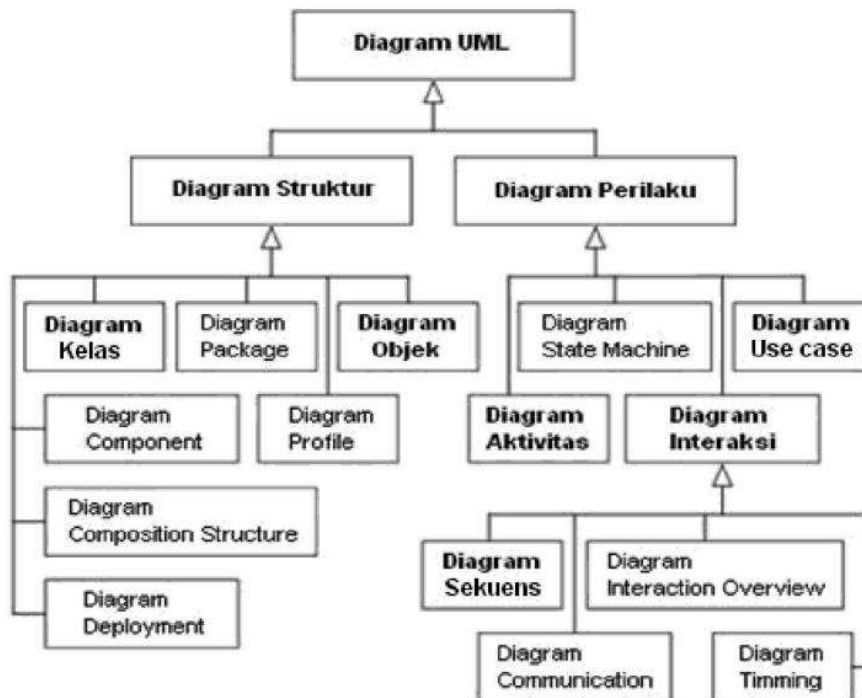 Diagram UML
Diagram Struktur
Diagram Perilaku
Diagram
Kelas
Diagram
Package
Diagram
Objek
Diagram
State Machine
Diagram
Use case
Diagram
Component
Diagram
Profile
Diagram
Aktivitas
Diagram
Interaksi
Diagram
Composition Structure
Diagram
Sekuens
Diagram
Interaction Overview
Diagram
Deployment
Diagram
Communication
Diagram
Timming